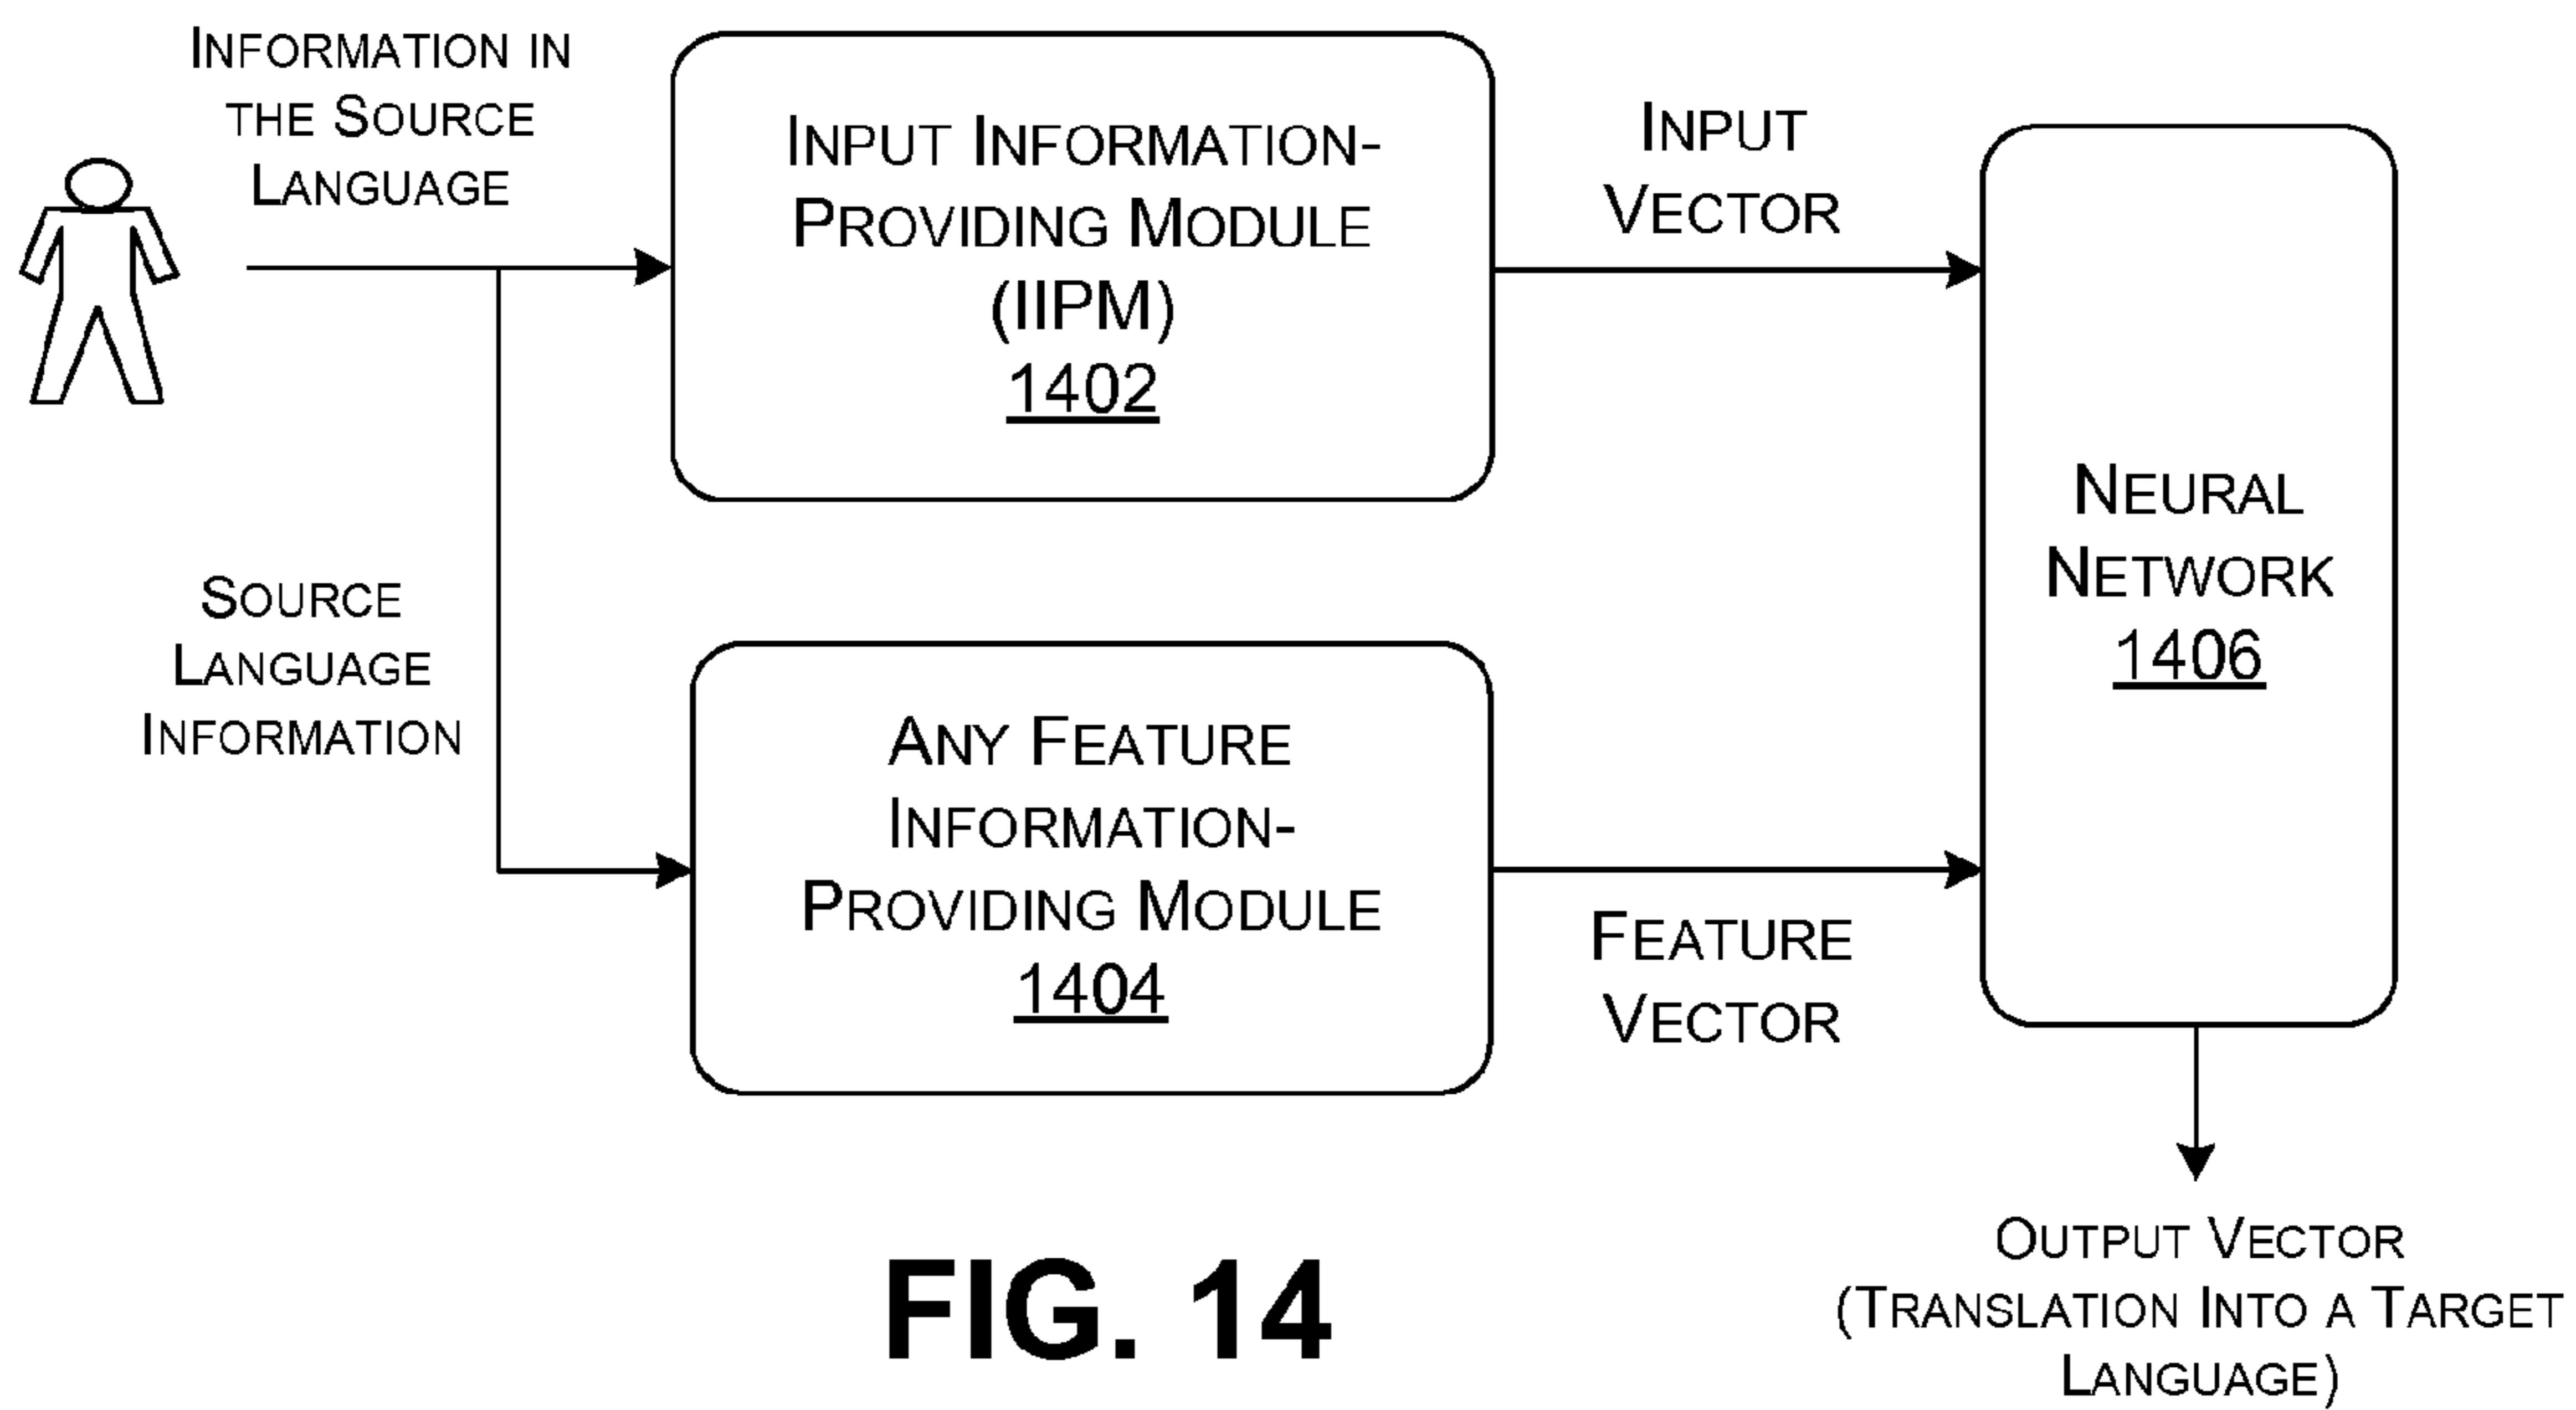 INFORMATION IN
THE SOURCE
LANGUAGE
INPUT INFORMATION-
PROVIDING MODULE
(IIPM)
1402
INPUT
VECTOR
NEURAL
NETWORK
1406
SOURCE
LANGUAGE
INFORMATION
ANY FEATURE
INFORMATION-
PROVIDING MODULE
1404
FEATURE
VECTOR
OUTPUT VECTOR
(TRANSLATION INTO A TARGET
LANGUAGE)
FIG. 14